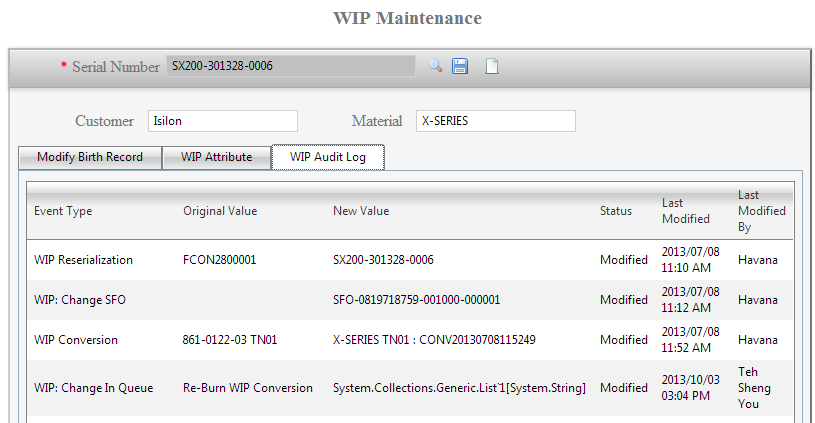 WIP Maintenance
* Serial Number SX200-301328-0006
Customer Isilon Material X-SERIES
Modify Birth Record WIP Attribute WIP Audit Log
Event Type Original Value New Value Status Last Modified Last Modified By
WIP Reserialization FCON2800001 SX200-301328-0006 Modified 2013/07/08 11:10 AM Havana
WIP: Change SFO SFO-0819718759-001000-000001 Modified 2013/07/08 11:12 AM Havana
WIP Conversion 861-0122-03 TN01 X-SERIES TN01 : CONV20130708115249 Modified 2013/07/08 11:52 AM Havana
WIP: Change In Queue Re-Burn WIP Conversion System.Collections.Generic.List`1[System.String] Modified 2013/10/03 03:04 PM Teh Sheng You